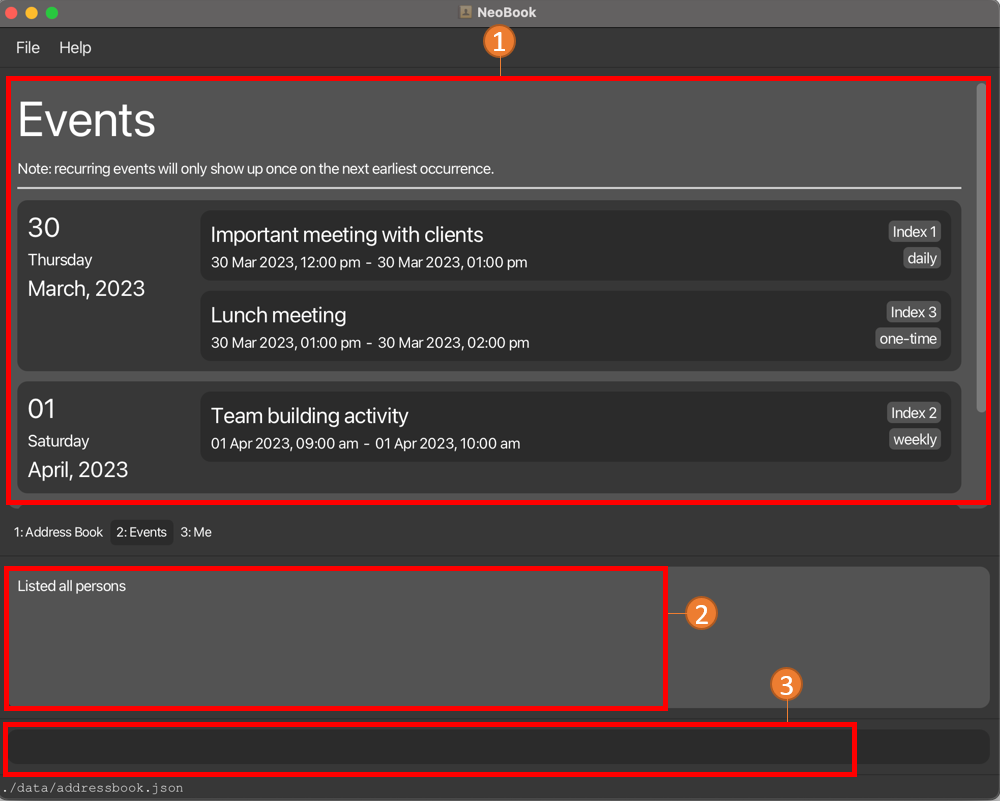 NeoBook
File Help
1
Events
Note: recurring events will only show up once on the next earliest occurrence.
30
Thursday
March, 2023
Important meeting with clients
30 Mar 2023, 12:00 pm - 30 Mar 2023, 01:00 pm
Index 1
daily
Lunch meeting
30 Mar 2023, 01:00 pm - 30 Mar 2023, 02:00 pm
Index 3
one-time
01
Saturday
April, 2023
Team building activity
01 Apr 2023, 09:00 am - 01 Apr 2023, 10:00 am
Index 2
weekly
1: Address Book 2: Events 3: Me
Listed all persons
2
3
./data/addressbook.json